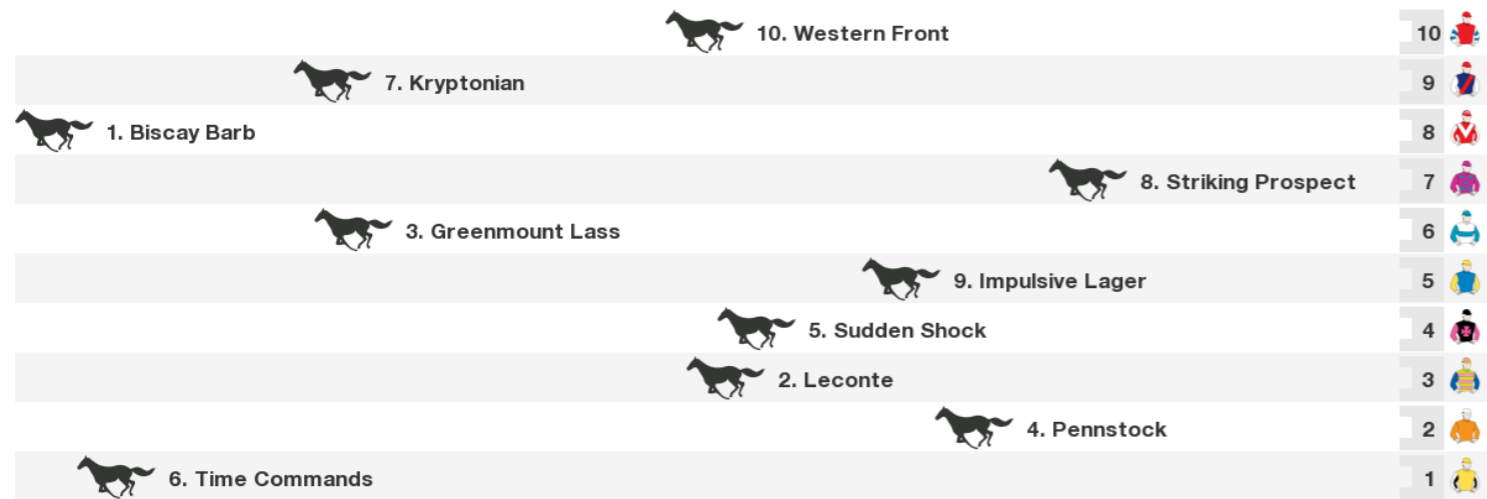 10. Western Front 10
7. Kryptonian 9
1. Biscay Barb 8
8. Striking Prospect 7
3. Greenmount Lass 6
9. Impulsive Lager 5
5. Sudden Shock 4
2. Leconte 3
4. Pennstock 2
6. Time Commands 1